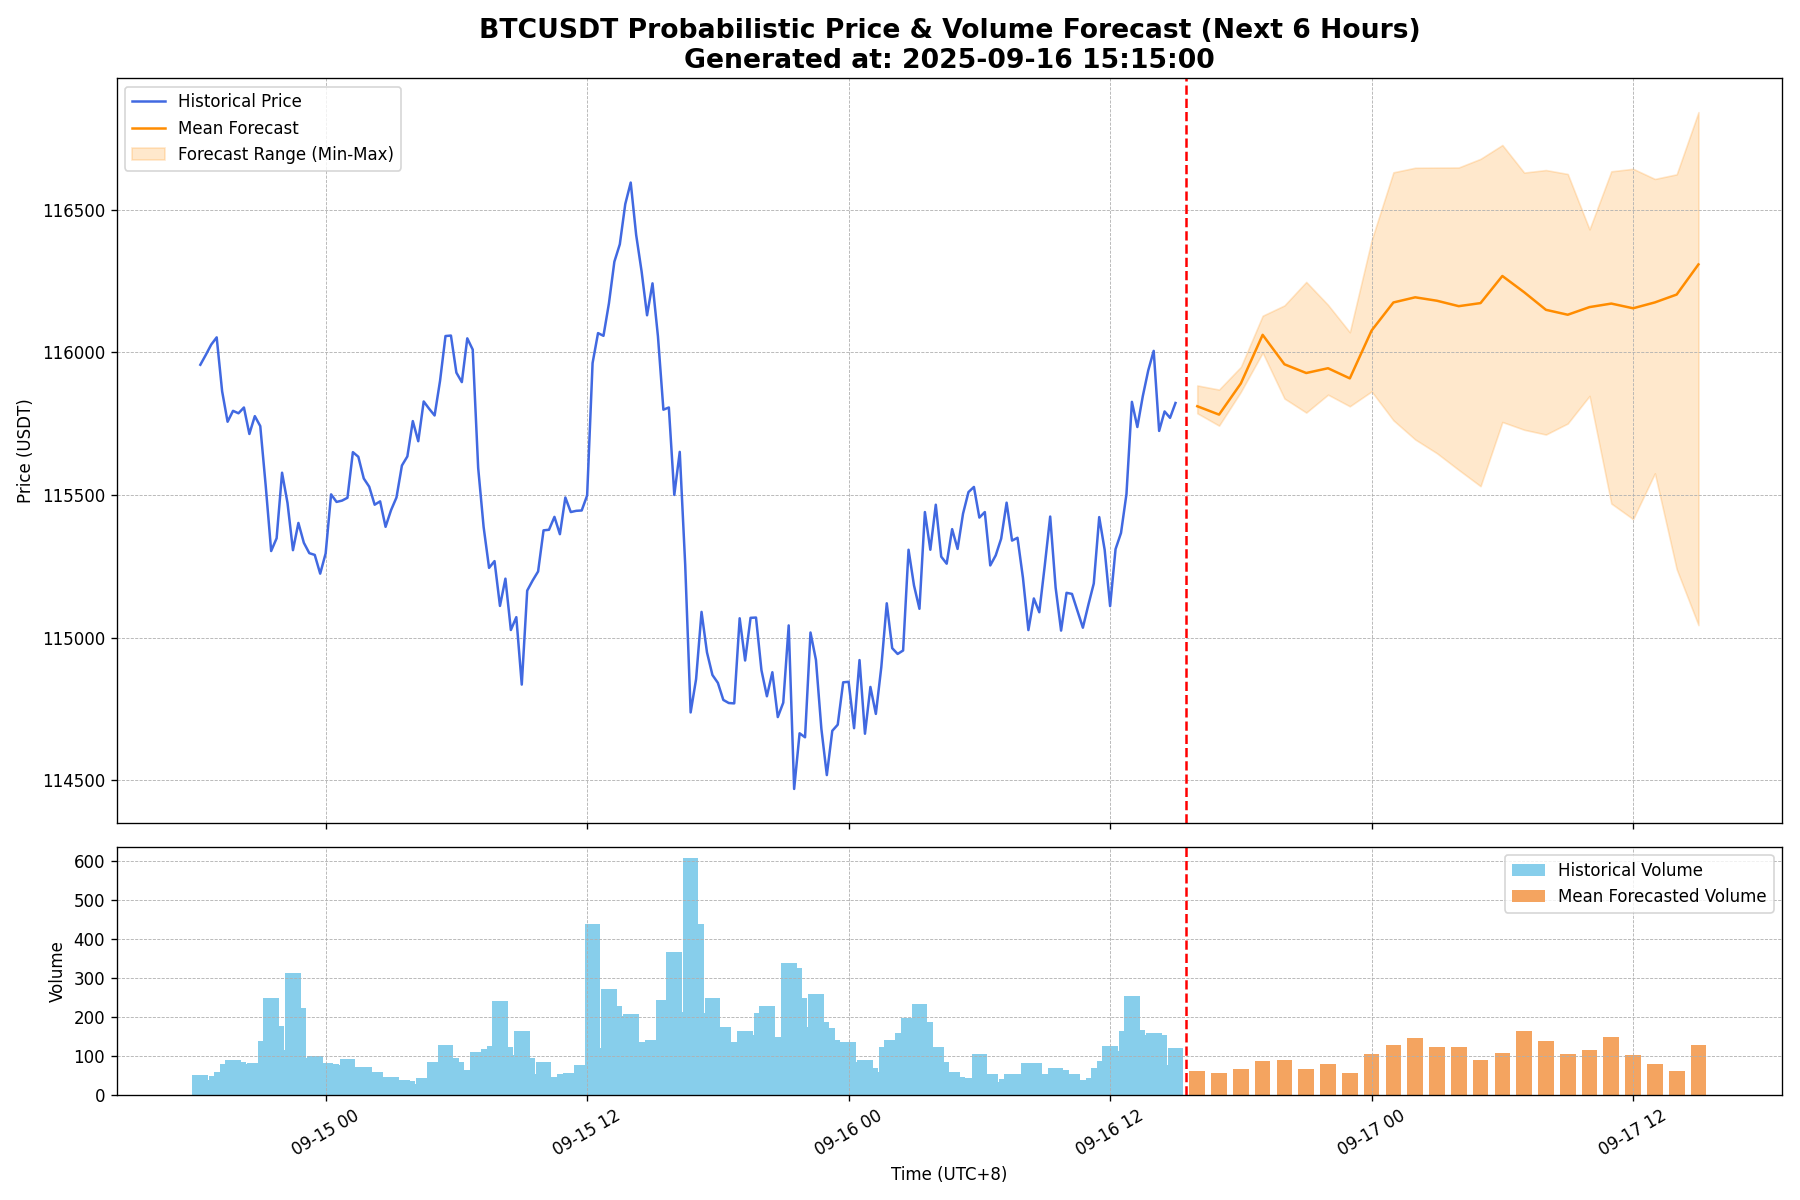 BTCUSDT Probabilistic Price & Volume Forecast (Next 6 Hours)
Generated at: 2025-09-16 15:15:00
Historical Price
Mean Forecast
Forecast Range (Min-Max)
116500
116000
115500
115000
114500
Price (USDT)
Historical Volume
Mean Forecasted Volume
600
500
400
300
200
100
0
Volume
09-15 00
09-15 12
09-16 00
09-16 12
09-17 00
09-17 12
Time (UTC+8)